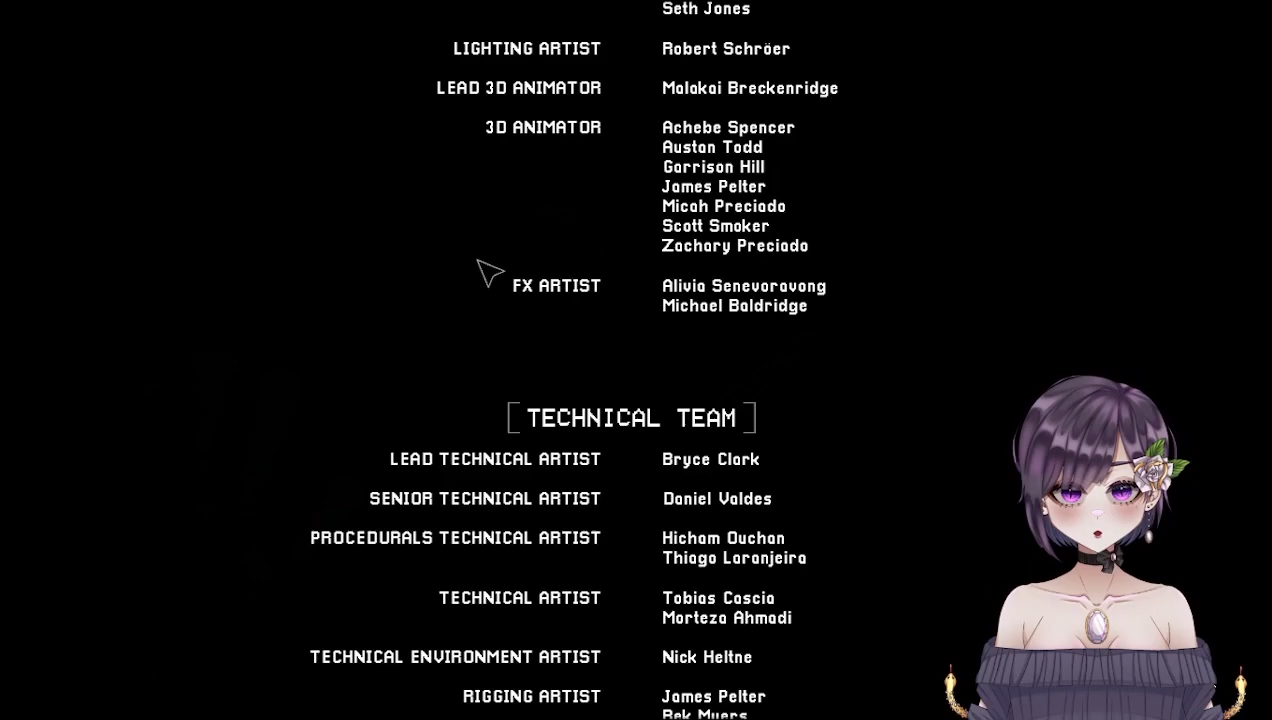 Seth Jones
LIGHTING ARTIST Robert Schröer
LEAD 3D ANIMATOR Malakai Breckenridge
3D ANIMATOR Achebe Spencer
Austan Todd
Garrison Hill
James Pelter
Micah Preciado
Scott Smoker
Zachary Preciado
FX ARTIST Alivia Senevoravong
Michael Baldridge
[TECHNICAL TEAM]
LEAD TECHNICAL ARTIST Bryce Clark
SENIOR TECHNICAL ARTIST Daniel Valdes
PROCEDURALS TECHNICAL ARTIST Hicham Ouchan
Thiago Laranjeira
TECHNICAL ARTIST Tobias Cascia
Morteza Ahmadi
TECHNICAL ENVIRONMENT ARTIST Nick Heltne
RIGGING ARTIST James Pelter
Bek Myers